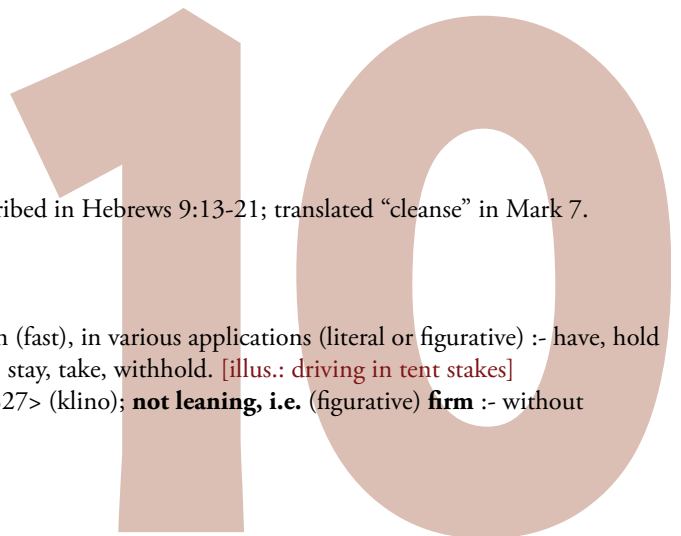 10
ribed in Hebrews 9:13-21; translated “cleanse” in Mark 7.
(fast), in various applications (literal or figurative) :- have, hold
stay, take, withhold. [illus.: driving in tent stakes]
27> (klino); not leaning, i.e. (figurative) firm :- without